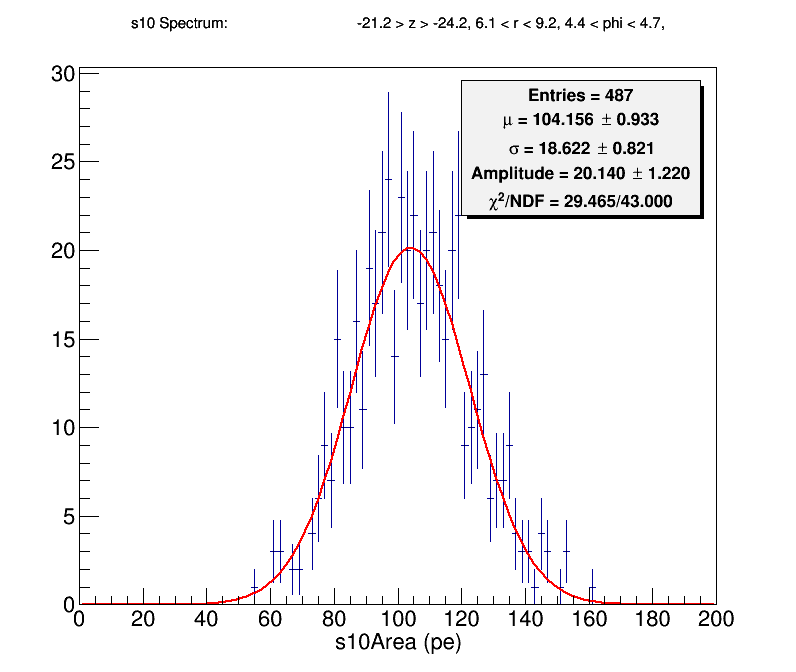 s10 Spectrum: -21.2 > z > -24.2, 6.1 < r < 9.2, 4.4 < phi < 4.7,
Entries = 487
μ = 104.156 ± 0.933
σ = 18.622 ± 0.821
Amplitude = 20.140 ± 1.220
χ²/NDF = 29.465/43.000
30
25
20
15
10
5
0
0 20 40 60 80 100 120 140 160 180 200
s10Area (pe)